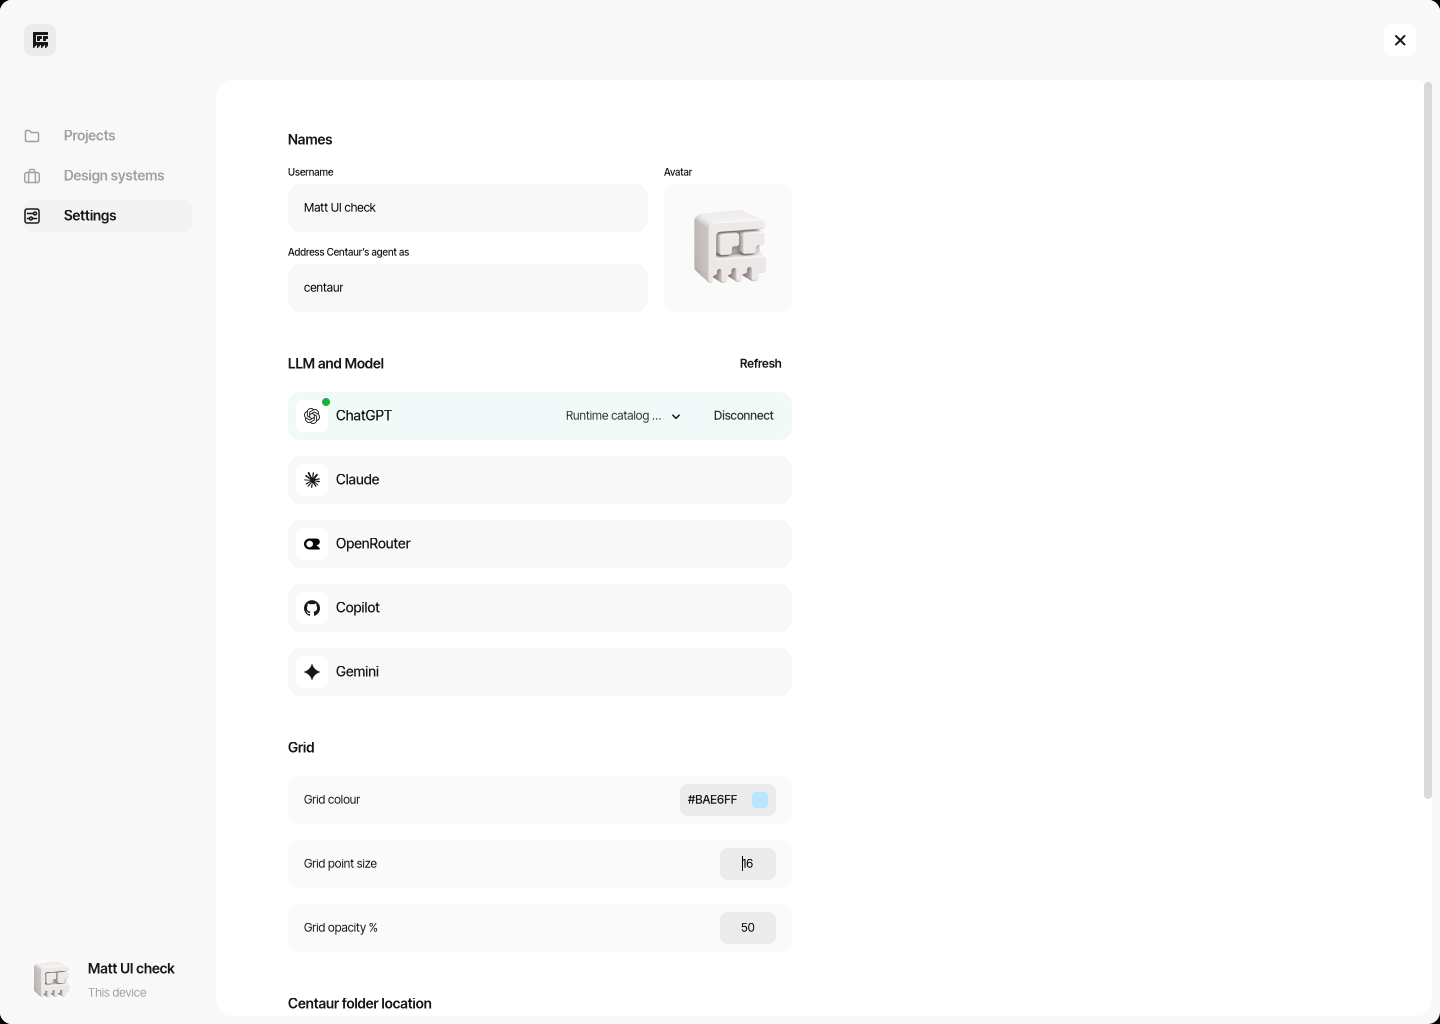 Projects
Design systems
Settings
Names
Username
Avatar
Matt UI check
Address Centaur's agent as
centaur
LLM and Model
Refresh
ChatGPT
Runtime catalog ...
Disconnect
Claude
OpenRouter
Copilot
Gemini
Grid
Grid colour
#BAE6FF
Grid point size
16
Grid opacity %
50
Centaur folder location
Matt UI check
This device